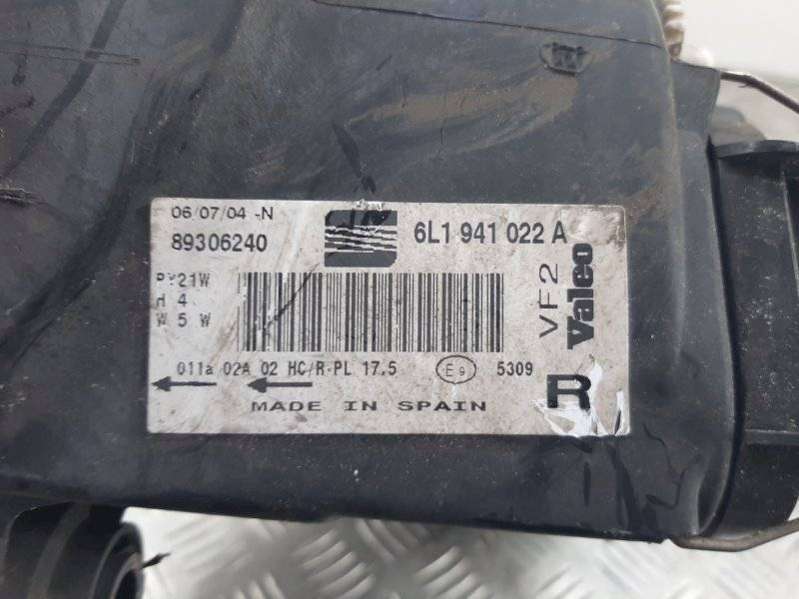 06/07/04 -N
89306240
6L1 941 022 A
PY21W
H 4
W 5 W
VF2
Valeo
011a 02A 02 HC/R-PL 17.5
E9
5309
R
MADE IN SPAIN